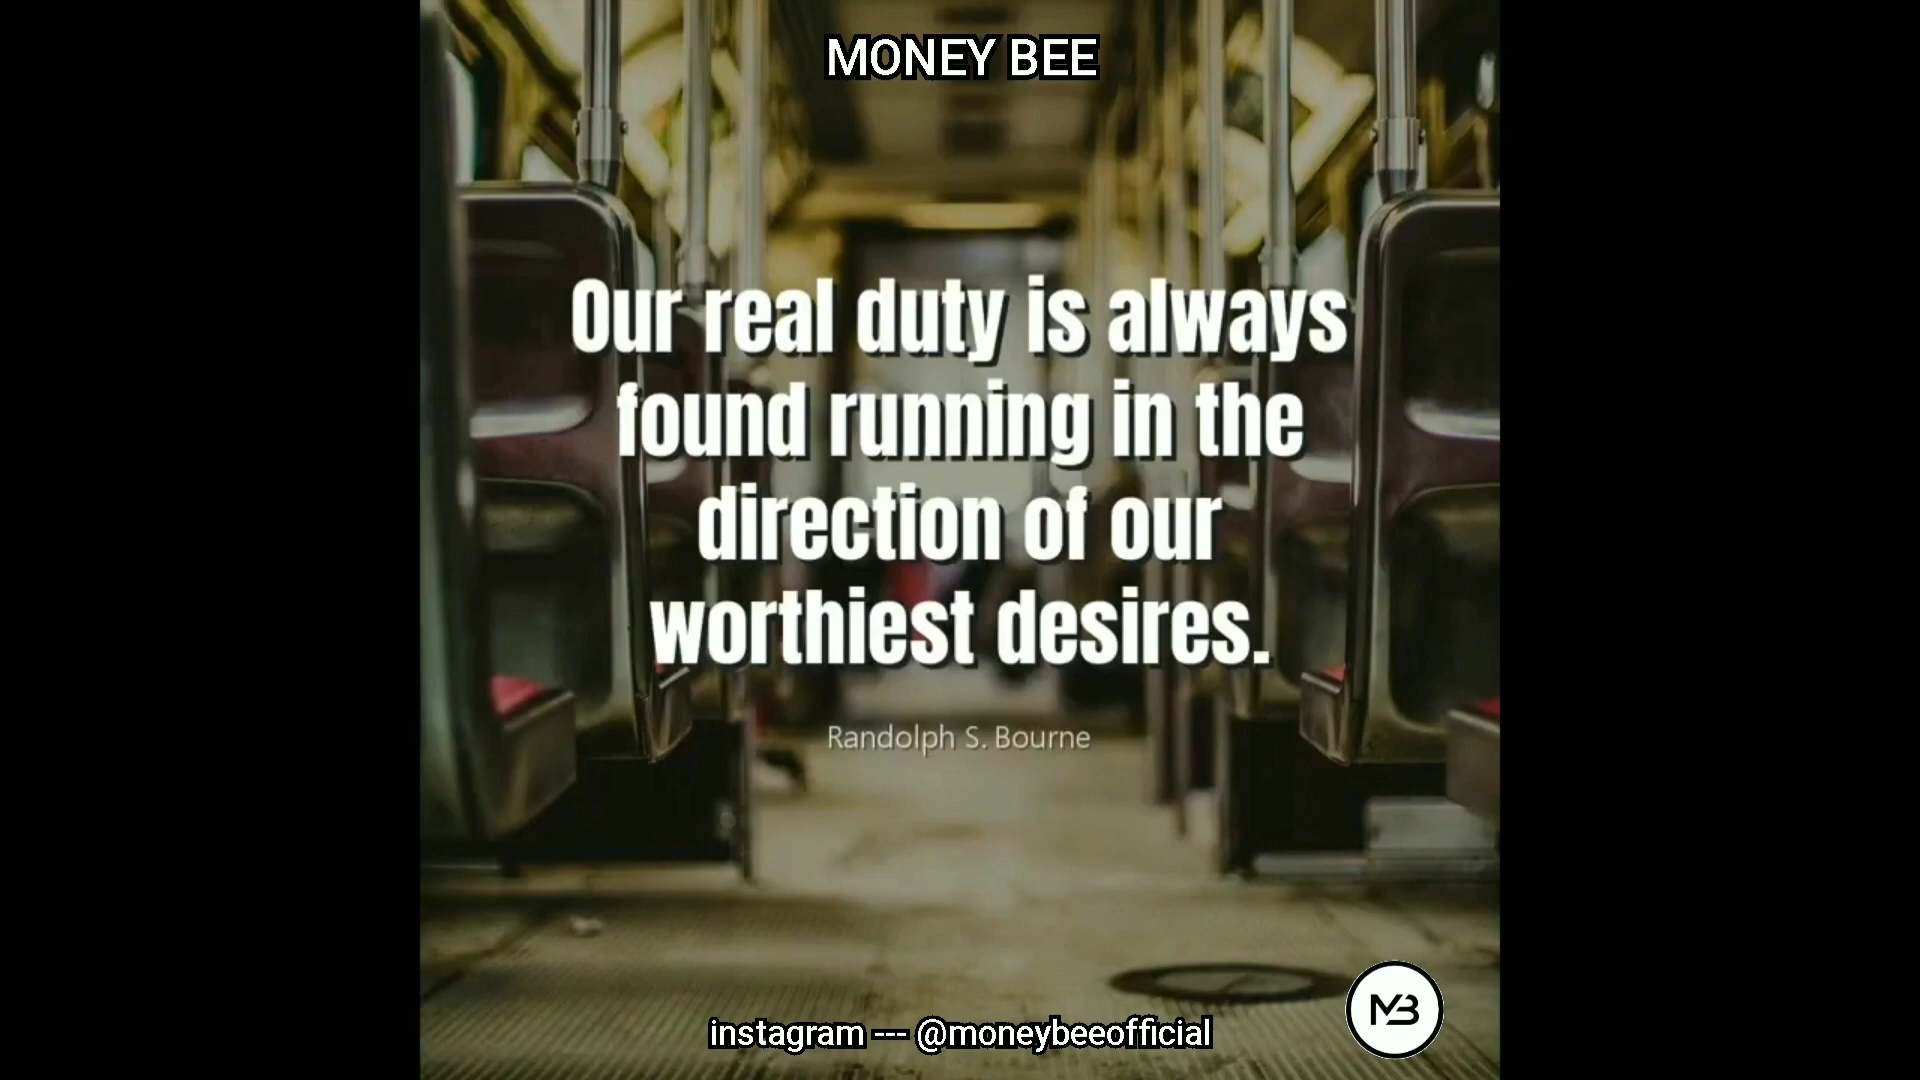 MONEY BEE
Our real duty is always
found running in the
direction of our
worthiest desires.
Randolph S. Bourne
MB
instagram --- @moneybeeofficial